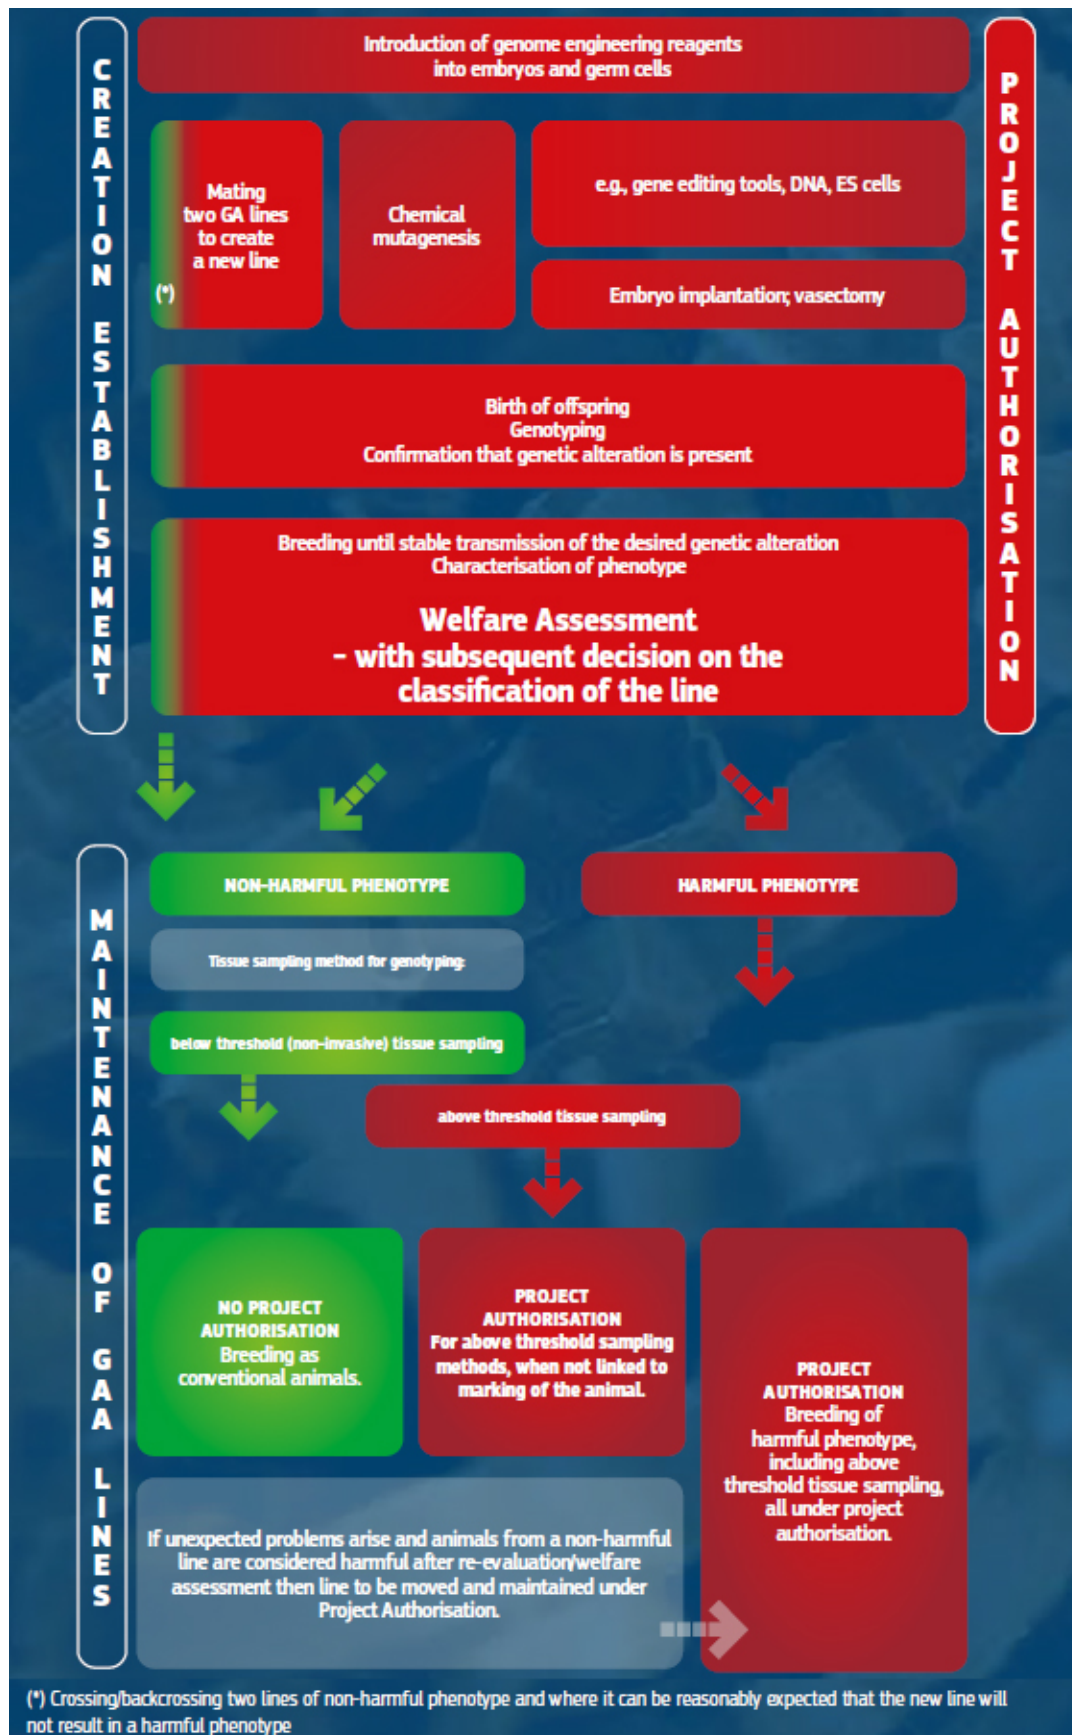 CREATION ESTABLISHMENT
PROJECT AUTHORISATION
Introduction of genome engineering reagents
into embryos and germ cells
Mating
two GA lines
to create
a new line
(*)
Chemical
mutagenesis
e.g., gene editing tools, DNA, ES cells
Embryo implantation; vasectomy
Birth of offspring
Genotyping
Confirmation that genetic alteration is present
Breeding until stable transmission of the desired genetic alteration
Characterisation of phenotype
Welfare Assessment
– with subsequent decision on the
classification of the line
MAINTENANCE OF GAA LINES
NON-HARMFUL PHENOTYPE
HARMFUL PHENOTYPE
Tissue sampling method for genotyping:
below threshold (non-invasive) tissue sampling
above threshold tissue sampling
NO PROJECT
AUTHORISATION
Breeding as
conventional animals.
PROJECT
AUTHORISATION
For above threshold sampling
methods, when not linked to
marking of the animal.
PROJECT
AUTHORISATION
Breeding of
harmful phenotype,
including above
threshold tissue sampling,
all under project
authorisation.
If unexpected problems arise and animals from a non-harmful
line are considered harmful after re-evaluation/welfare
assessment then line to be moved and maintained under
Project Authorisation.
(*) Crossing/backcrossing two lines of non-harmful phenotype and where it can be reasonably expected that the new line will
not result in a harmful phenotype